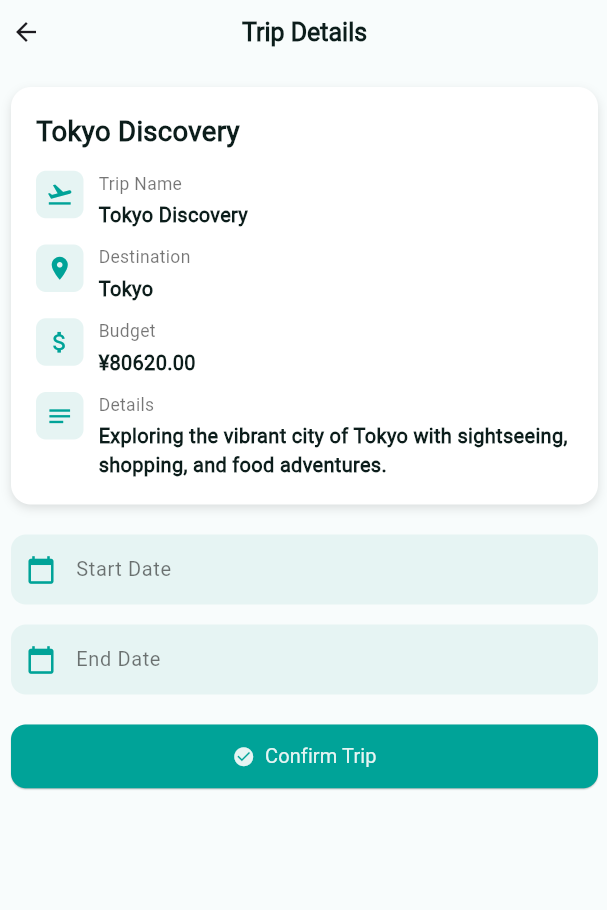 Trip Details
Tokyo Discovery
Trip Name
Tokyo Discovery
Destination
Tokyo
Budget
¥80620.00
Details
Exploring the vibrant city of Tokyo with sightseeing,
shopping, and food adventures.
Start Date
End Date
Confirm Trip